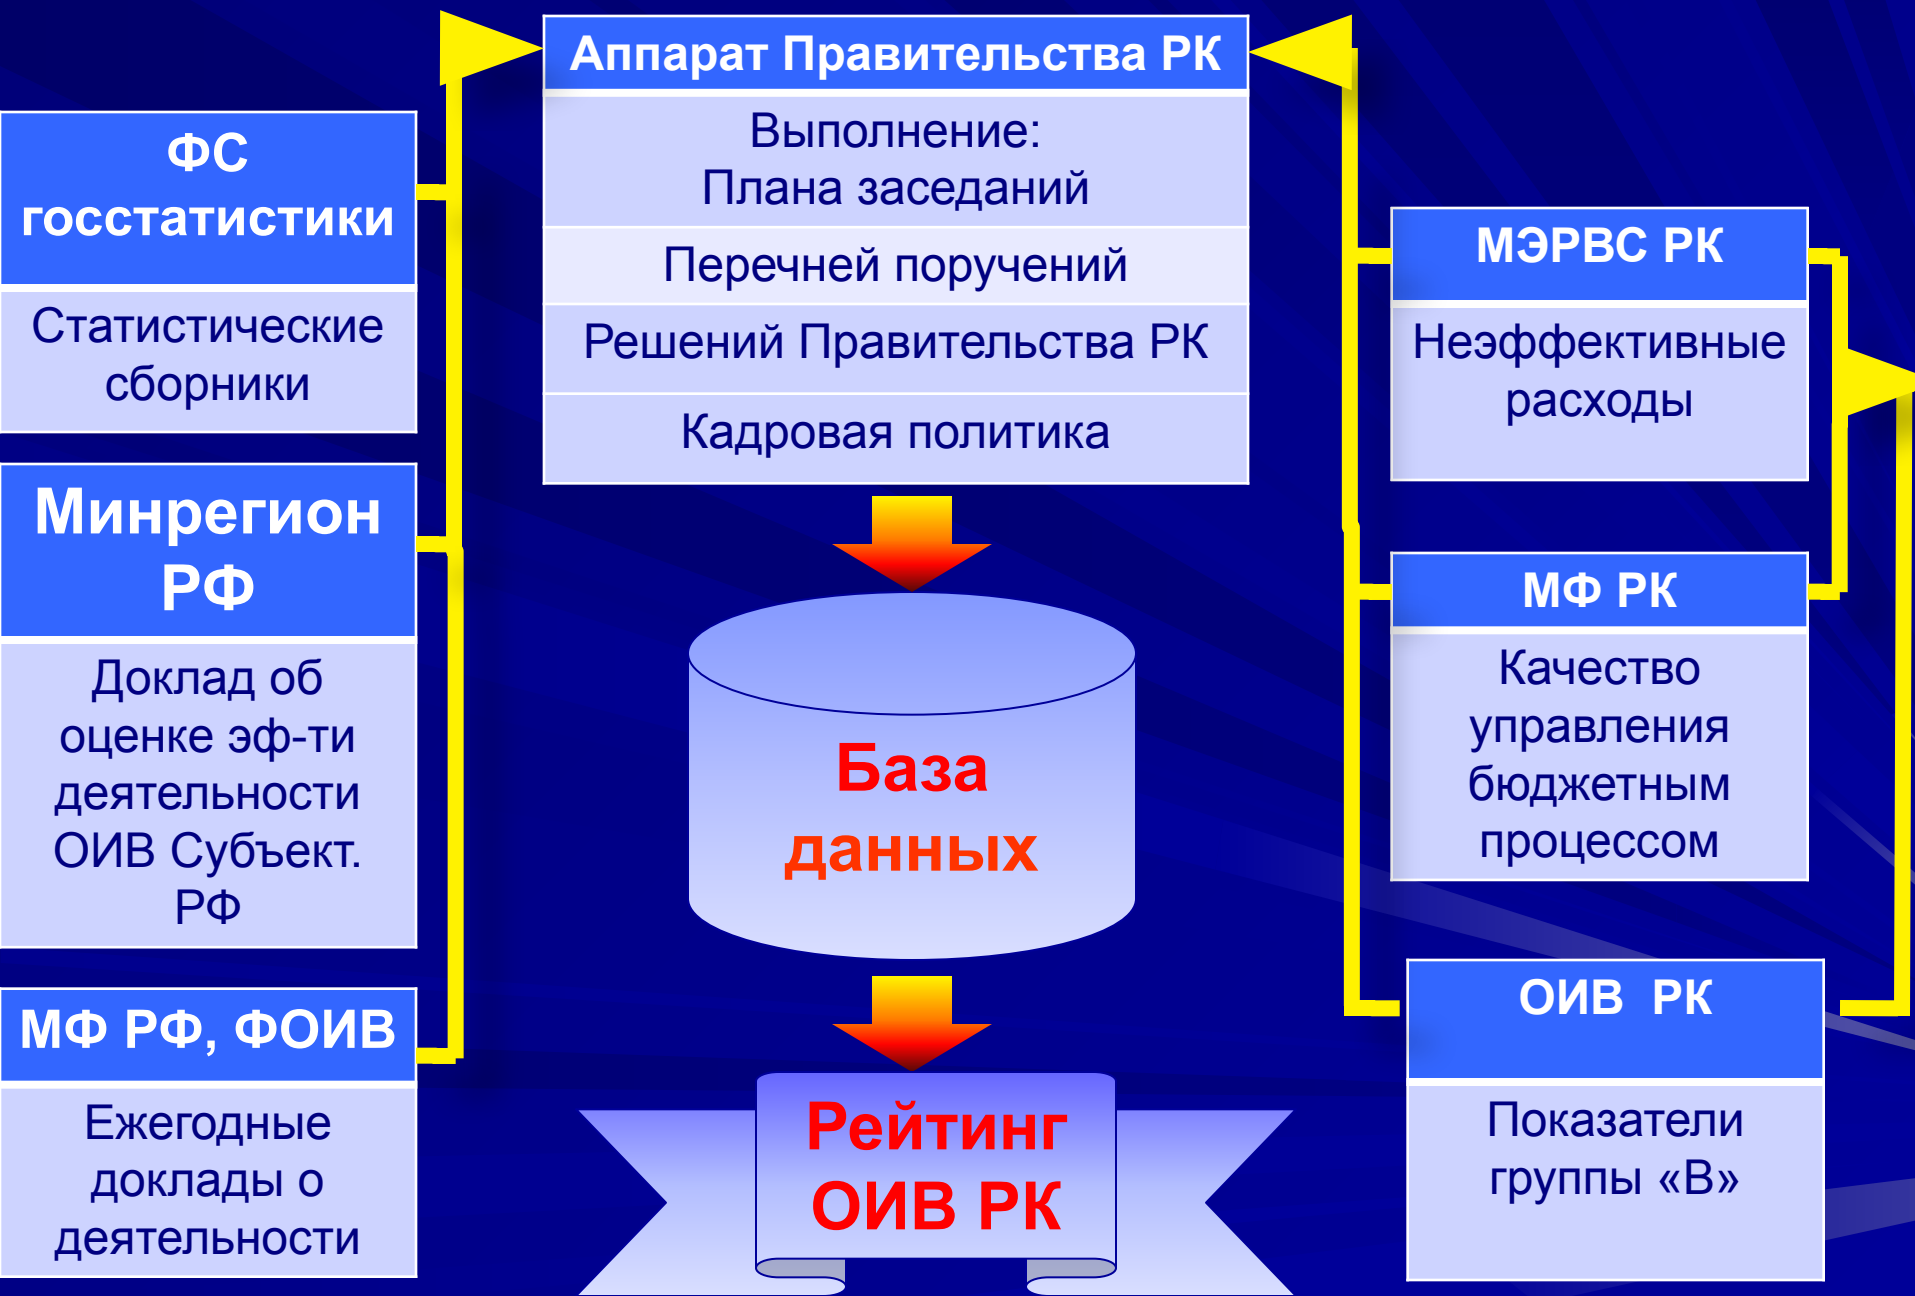 Аппарат Правительства РК
Выполнение:
Плана заседаний
Перечней поручений
Решений Правительства РК
Кадровая политика
ФС
госстатистики
Статистические
сборники
Минрегион
РФ
Доклад об
оценке эф-ти
деятельности
ОИВ Субъект.
РФ
МФ РФ, ФОИВ
Ежегодные
доклады о
деятельности
База
данных
Рейтинг
ОИВ РК
МЭРВС РК
Неэффективные
расходы
МФ РК
Качество
управления
бюджетным
процессом
ОИВ РК
Показатели
группы «В»